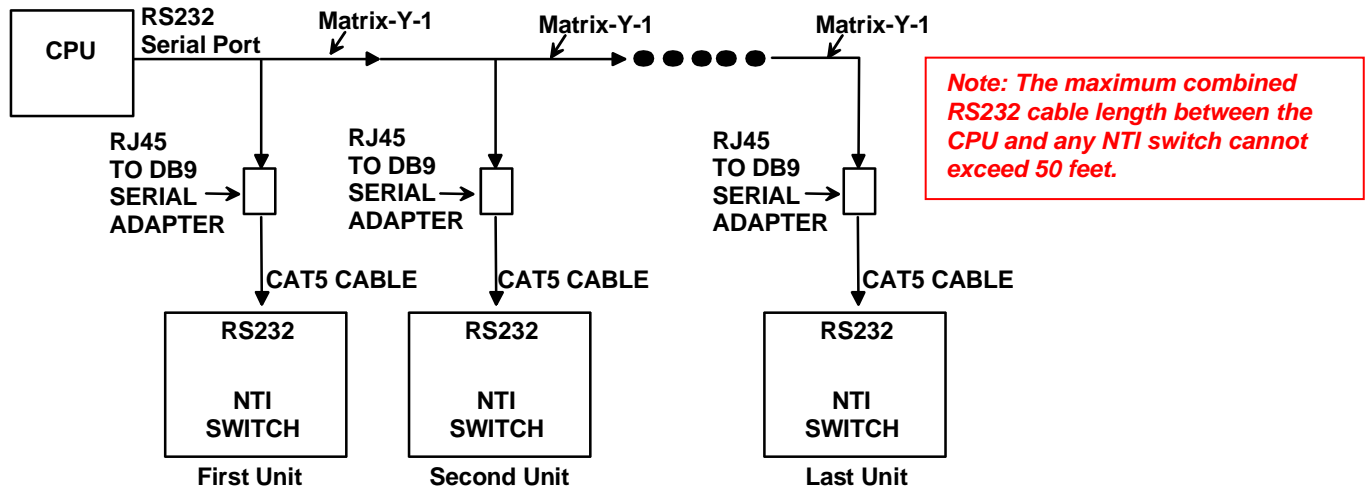 CPU
RS232
Serial Port
Matrix-Y-1
Matrix-Y-1
Matrix-Y-1
Note: The maximum combined
RS232 cable length between the
CPU and any NTI switch cannot
exceed 50 feet.
RJ45
TO DB9
SERIAL
ADAPTER
RJ45
TO DB9
SERIAL
ADAPTER
RJ45
TO DB9
SERIAL
ADAPTER
CAT5 CABLE
CAT5 CABLE
CAT5 CABLE
RS232
NTI
SWITCH
First Unit
RS232
NTI
SWITCH
Second Unit
RS232
NTI
SWITCH
Last Unit